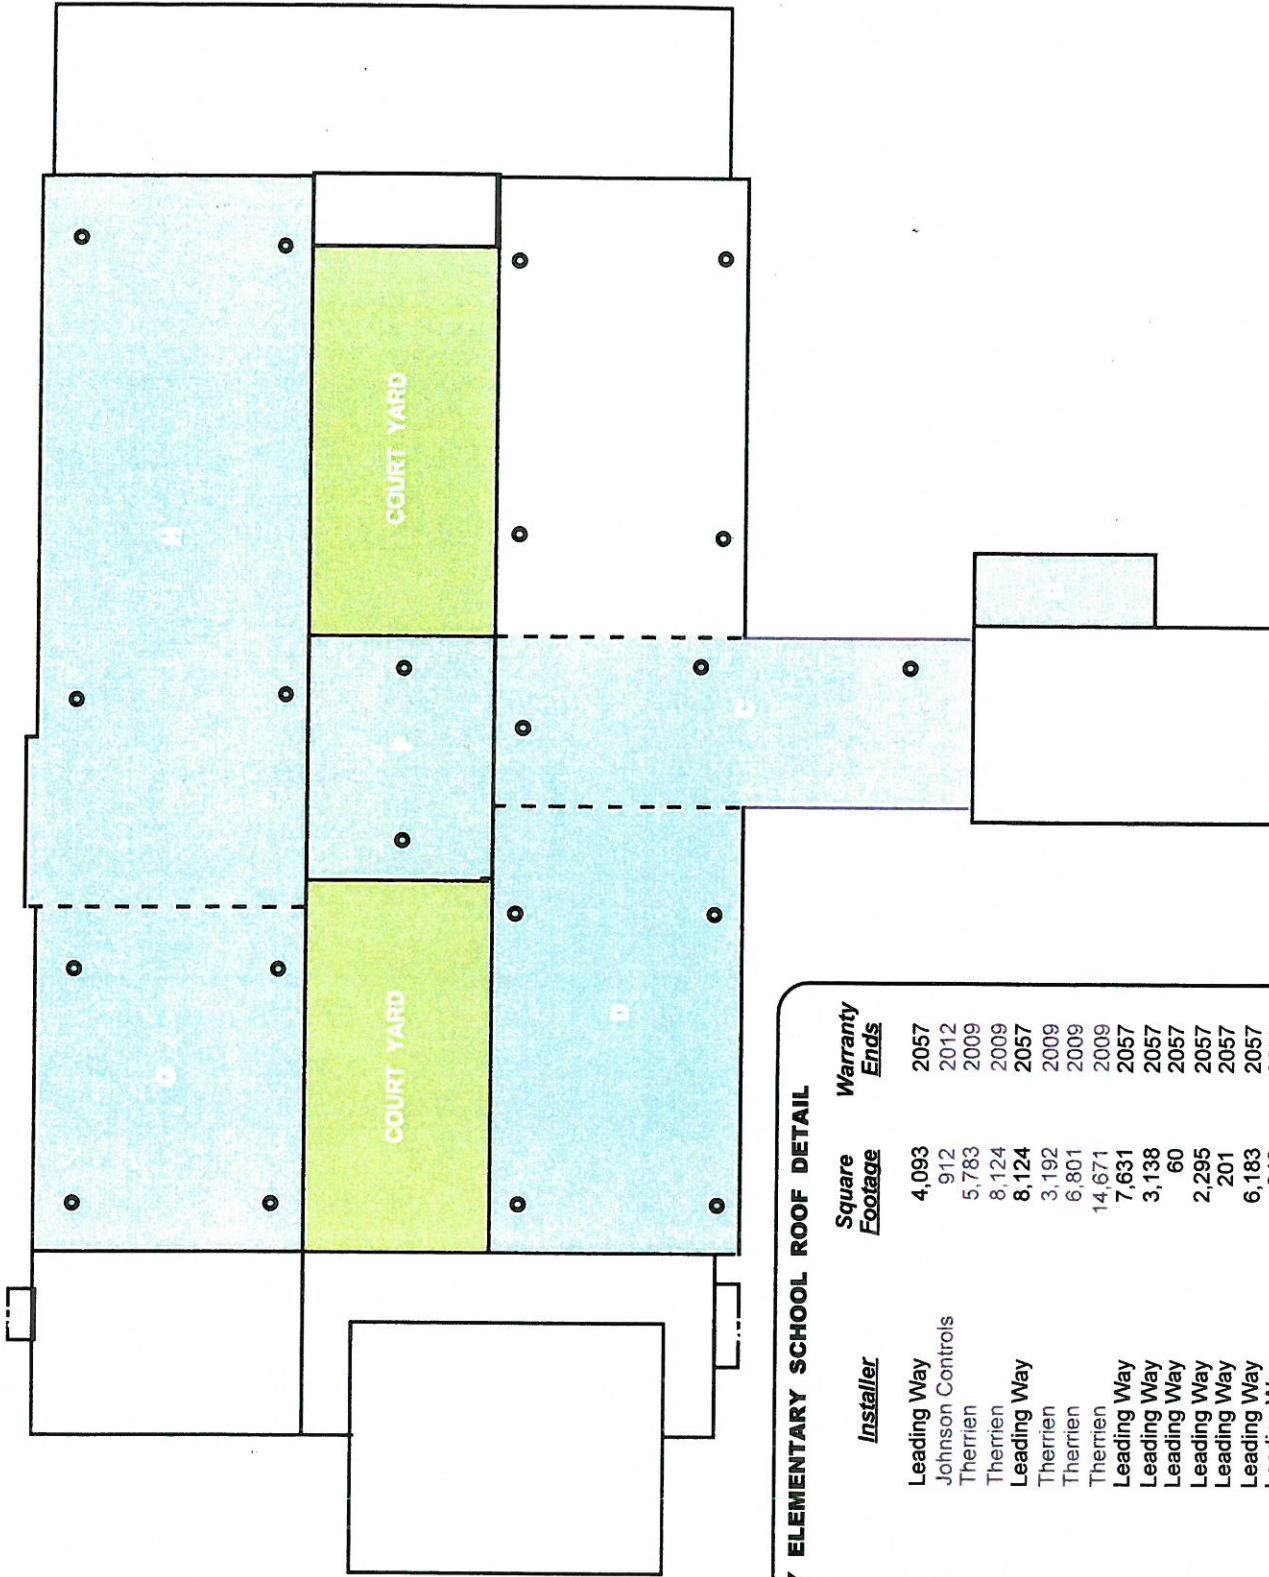 H
COURT YARD
G
COURT YARD
C
D
ELEMENTARY SCHOOL ROOF DETAIL
Installer Square Footage Warranty Ends
Leading Way 4,093 2057
Johnson Controls 912 2012
Therrien 5,783 2009
Therrien 8,124 2009
Leading Way 8,124 2057
Therrien 3,192 2009
Therrien 6,801 2009
Therrien 14,671 2009
Leading Way 7,631 2057
Leading Way 3,138 2057
Leading Way 60 2057
Leading Way 2,295 2057
Leading Way 201 2057
Leading Way 6,183 2057